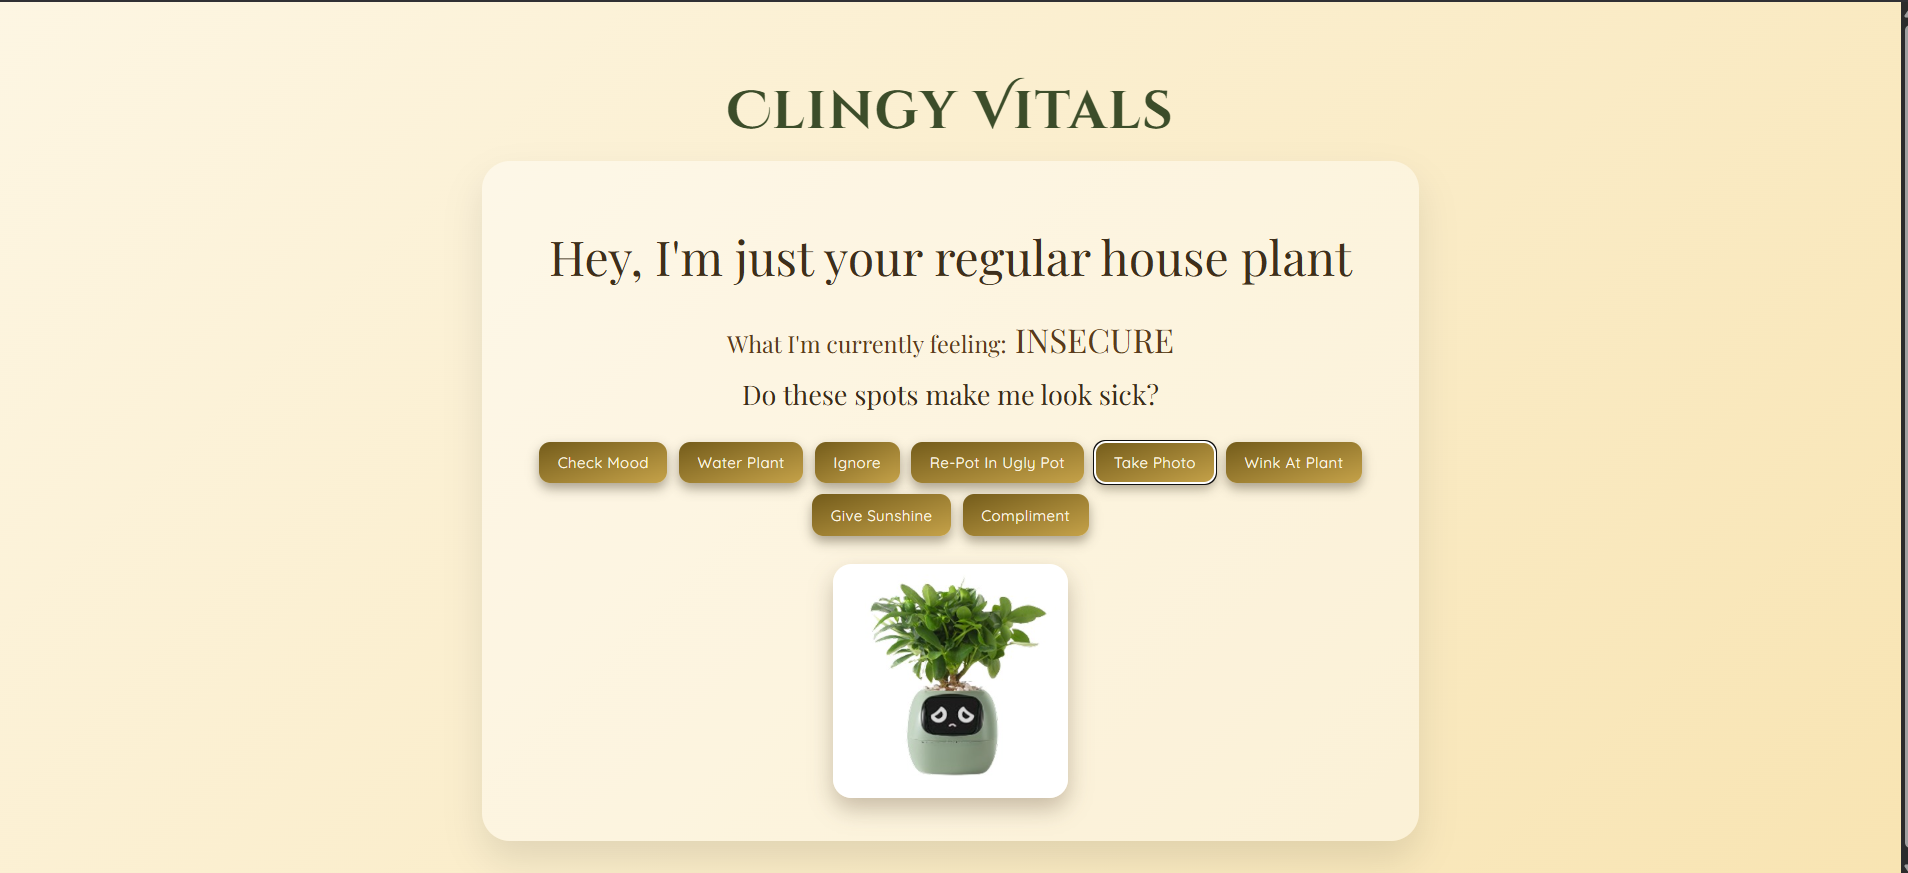 Clingy Vitals
Hey, I'm just your regular house plant
What I'm currently feeling: INSECURE
Do these spots make me look sick?
Check Mood Water Plant Ignore Re-Pot In Ugly Pot Take Photo Wink At Plant
Give Sunshine Compliment